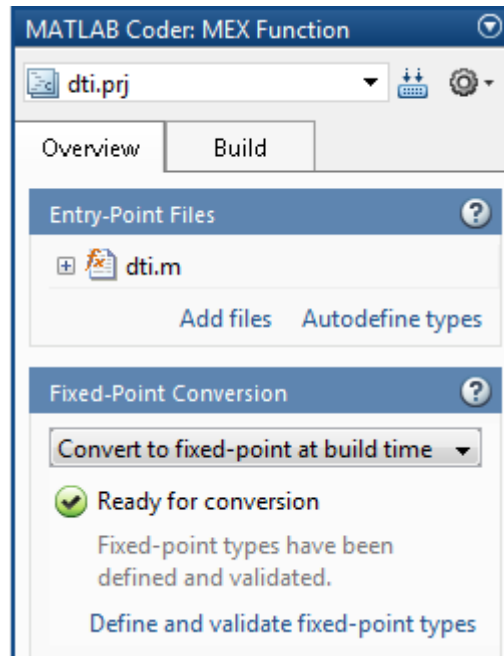 MATLAB Coder: MEX Function
dti.prj
Overview Build
Entry-Point Files ?
dti.m
Add files Autodefine types
Fixed-Point Conversion ?
Convert to fixed-point at build time
Ready for conversion
Fixed-point types have been
defined and validated.
Define and validate fixed-point types